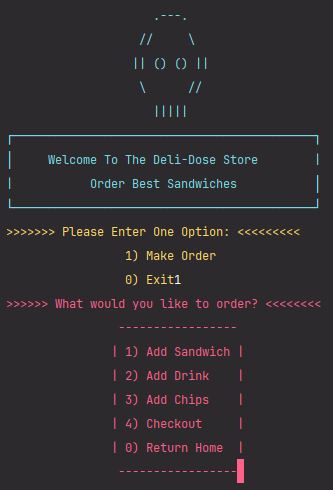 .---.
//     \
|| () () ||
\      //
|||||
Welcome To The Deli-Dose Store
Order Best Sandwiches
>>>>>>> Please Enter One Option: <<<<<<<<<
1) Make Order
0) Exit1
>>>>>> What would you like to order? <<<<<<<<
-----------------
| 1) Add Sandwich |
| 2) Add Drink    |
| 3) Add Chips    |
| 4) Checkout     |
| 0) Return Home  |
-----------------